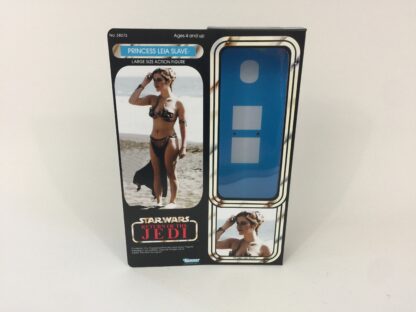 No. 58075
Ages 4 and up
PRINCESS LEIA SLAVE
LARGE SIZE ACTION FIGURE
STAR WARS
RETURN OF THE
JEDI
Kenner